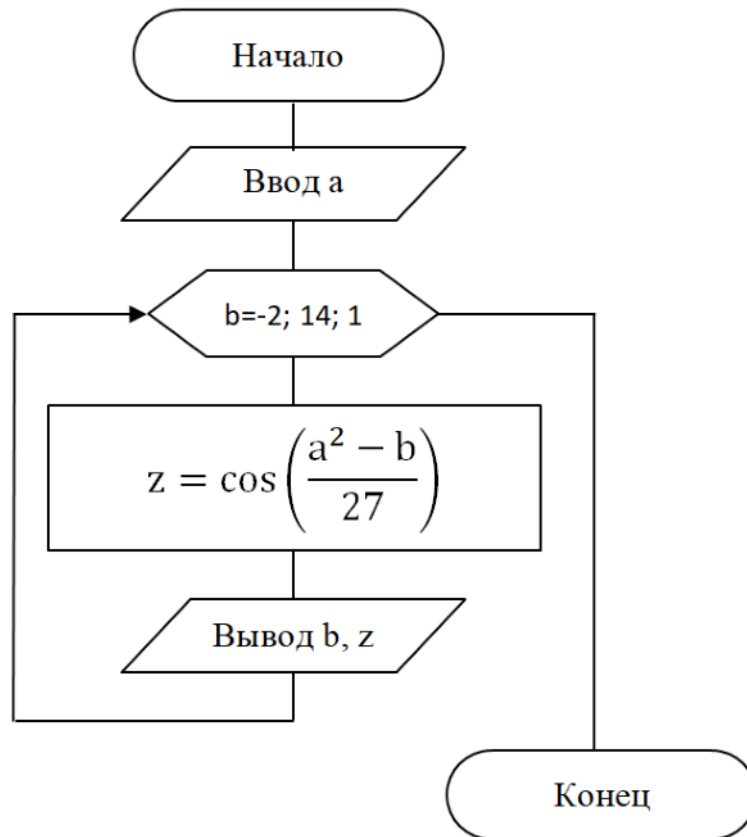 Начало
Ввод a
b=-2; 14; 1
z = cos((a² − b)/27)
Вывод b, z
Конец